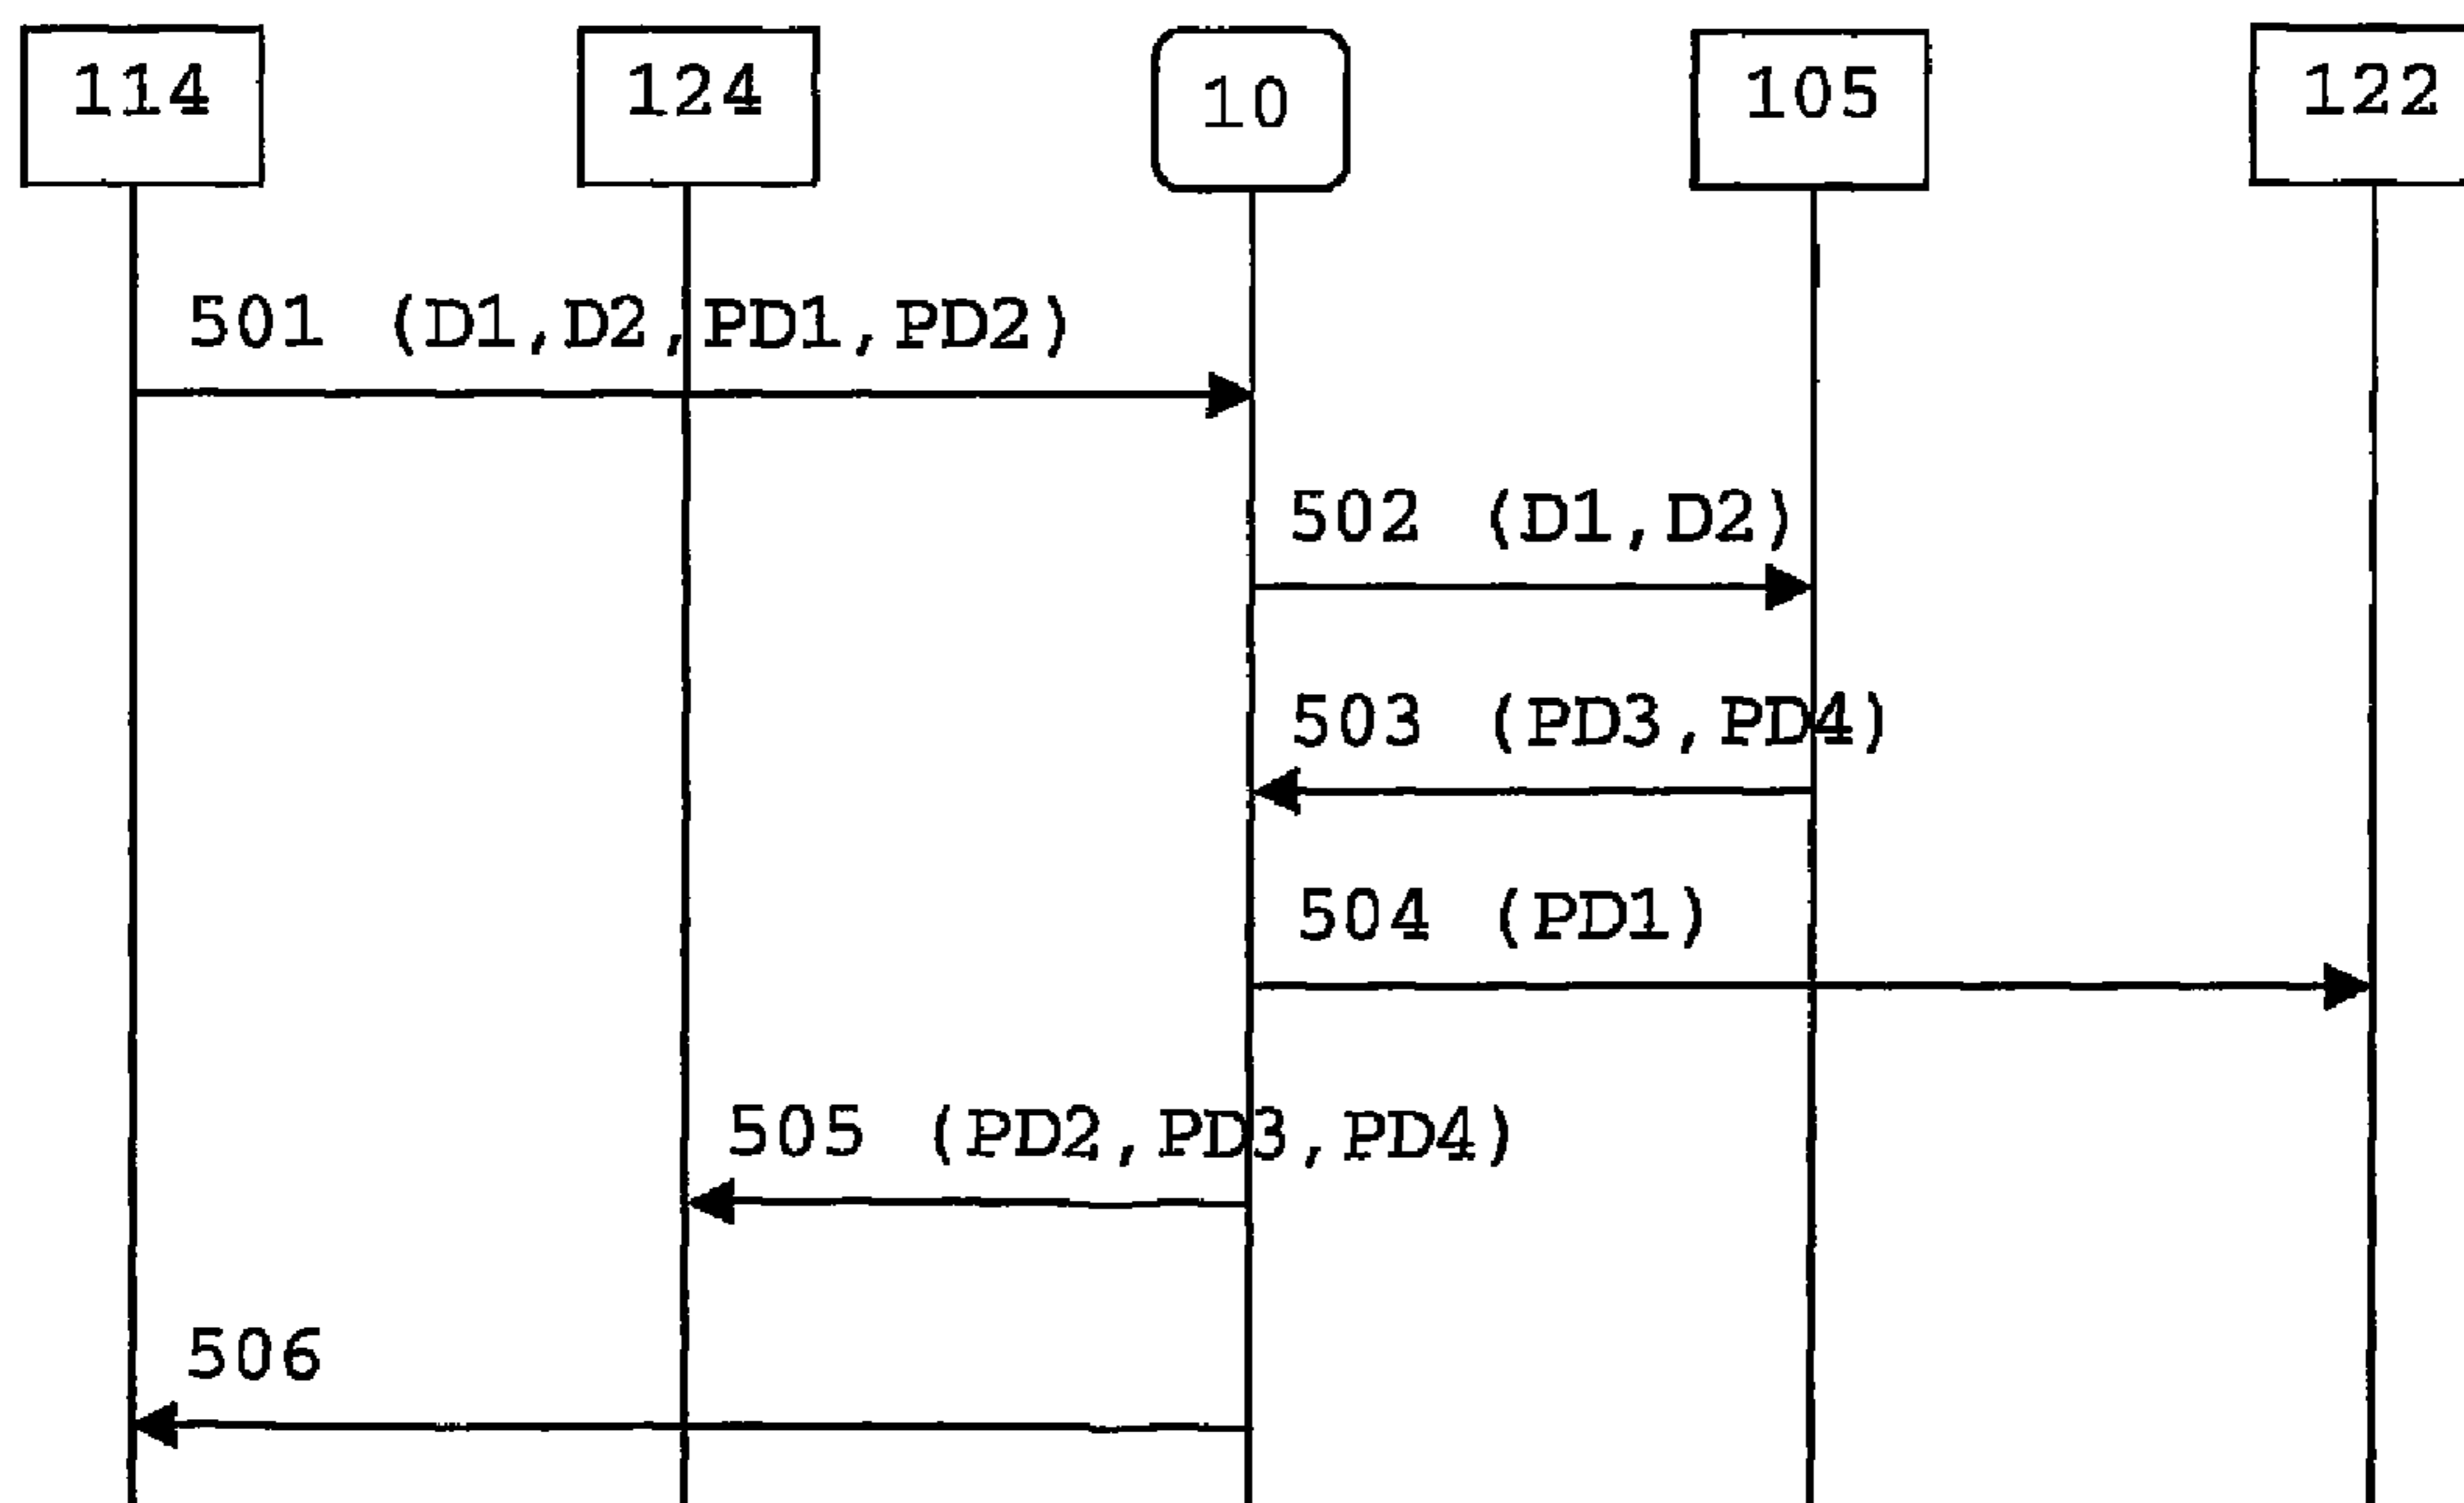 114 124 10 105 122
501 (D1,D2,PD1,PD2)
502 (D1,D2)
503 (PD3,PD4)
504 (PD1)
505 (PD2,PD3,PD4)
506